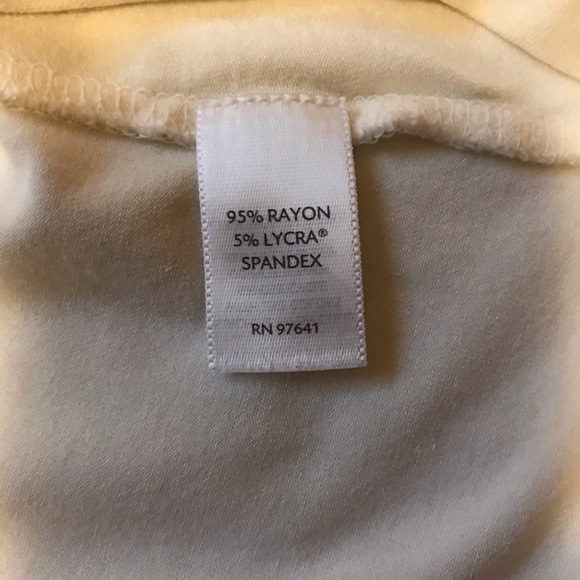 95% RAYON
5% LYCRA®
SPANDEX
RN 97641